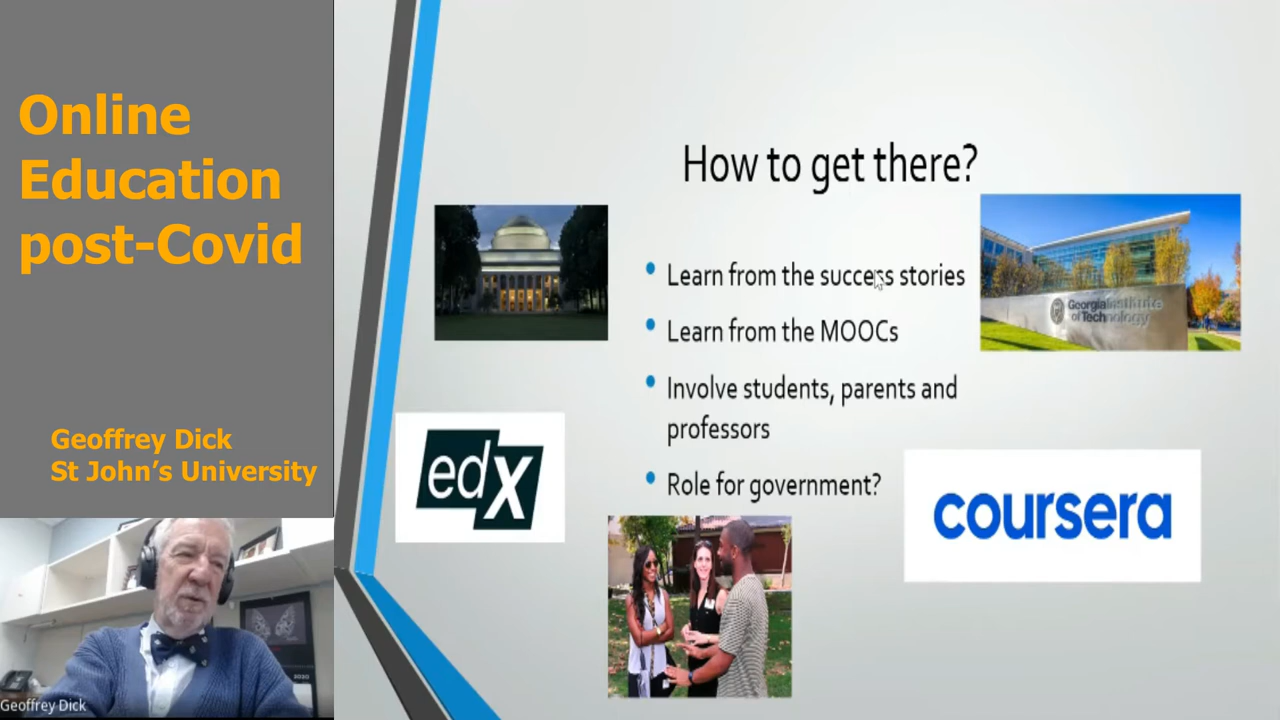 Online
Education
post-Covid
Geoffrey Dick
St John's University
Geoffrey Dick
How to get there?
Learn from the success stories
Learn from the MOOCs
Involve students, parents and
professors
Role for government?
Georgia Institute
of Technology
edX
coursera